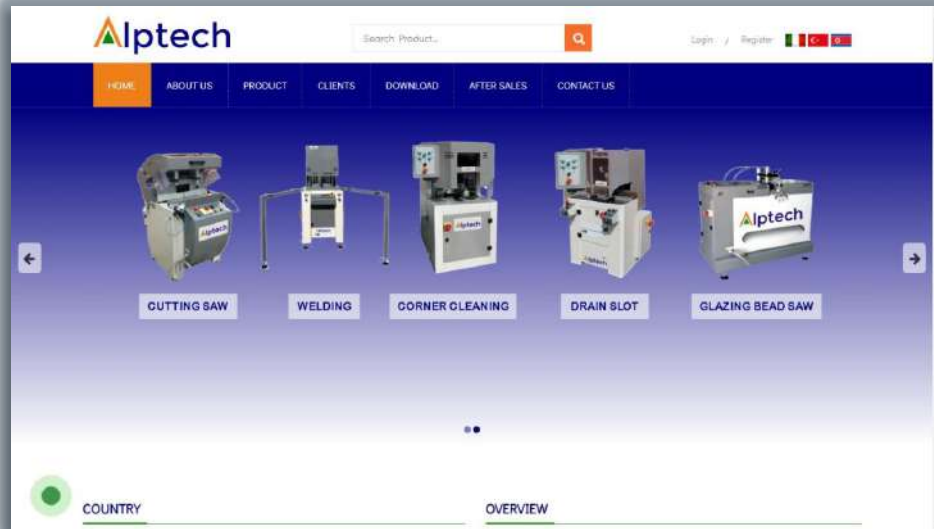 Alptech
Search Product...
Login / Register
HOME ABOUT US PRODUCT CLIENTS DOWNLOAD AFTER SALES CONTACT US
Alptech
Alptech
Alptech
Alptech
CUTTING SAW WELDING CORNER CLEANING DRAIN SLOT GLAZING BEAD SAW
COUNTRY OVERVIEW